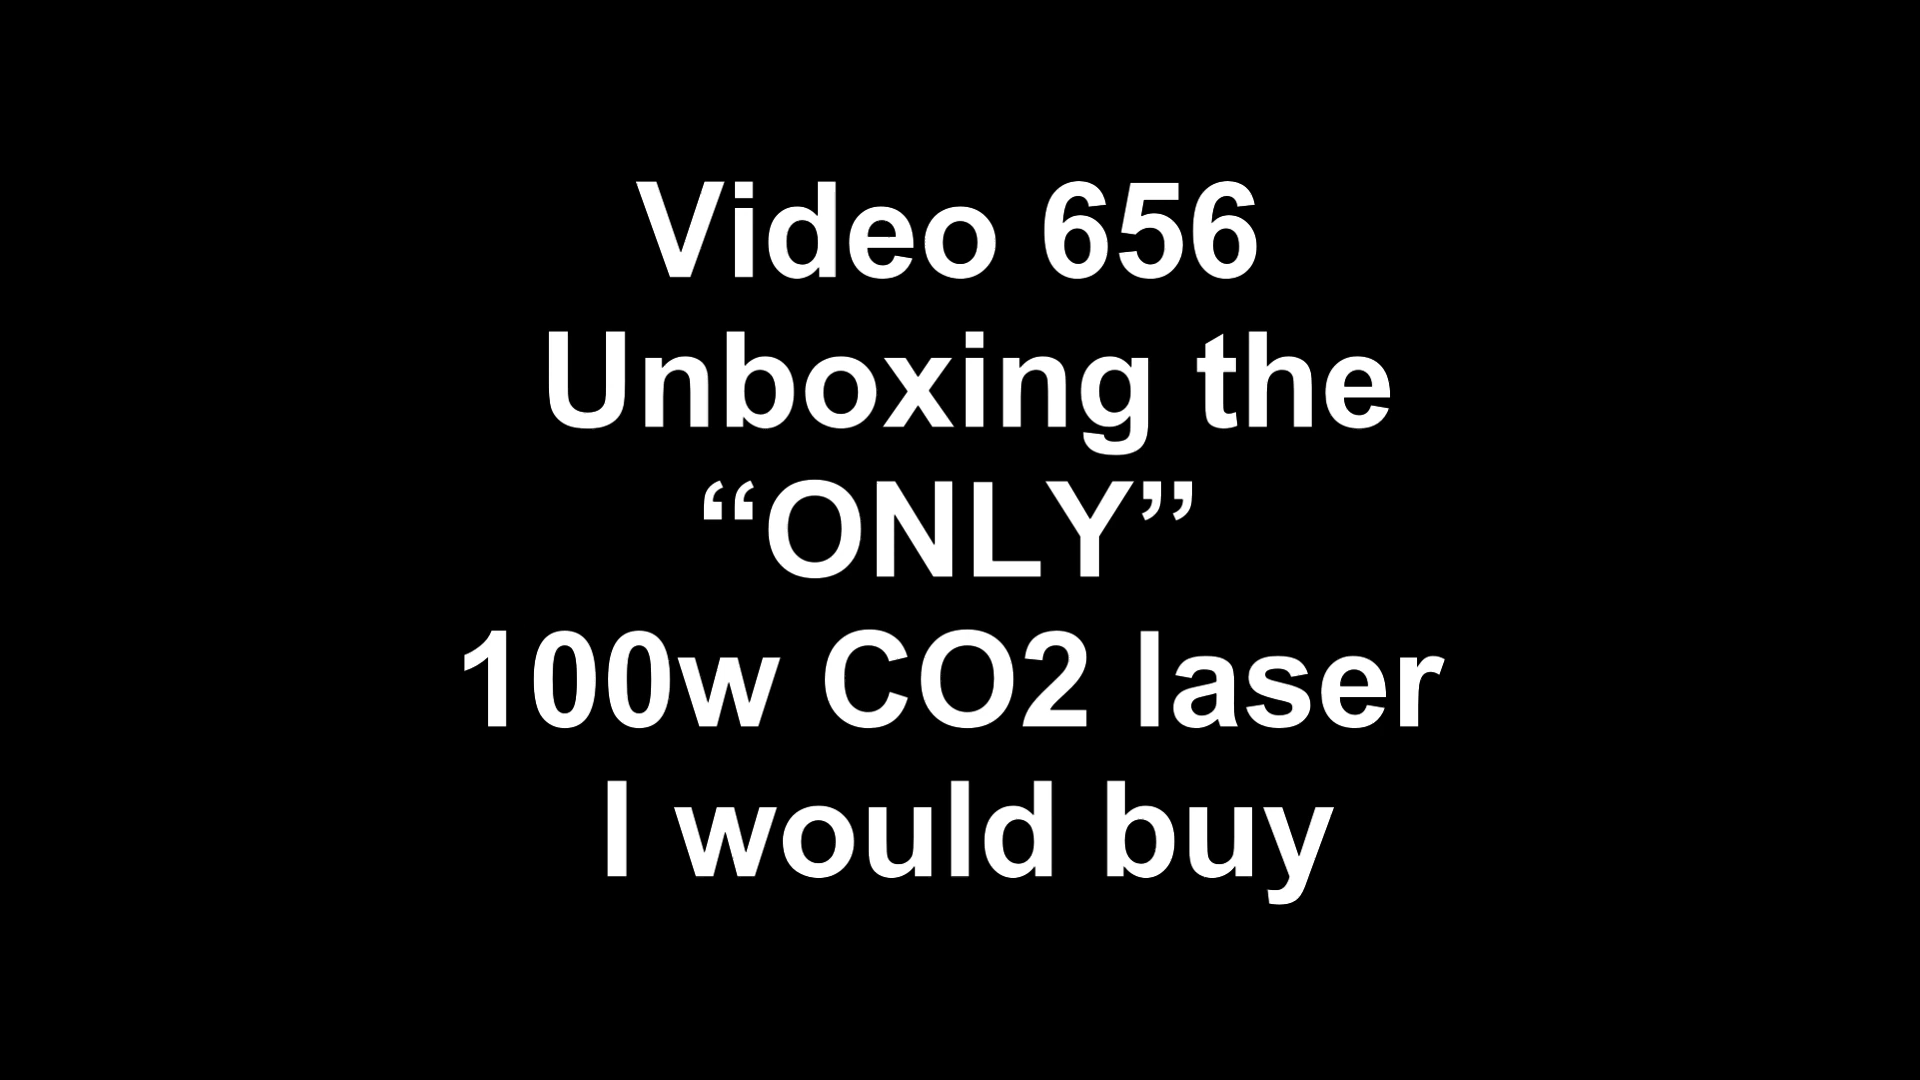 Video 656
Unboxing the
“ONLY”
100w CO2 laser
I would buy